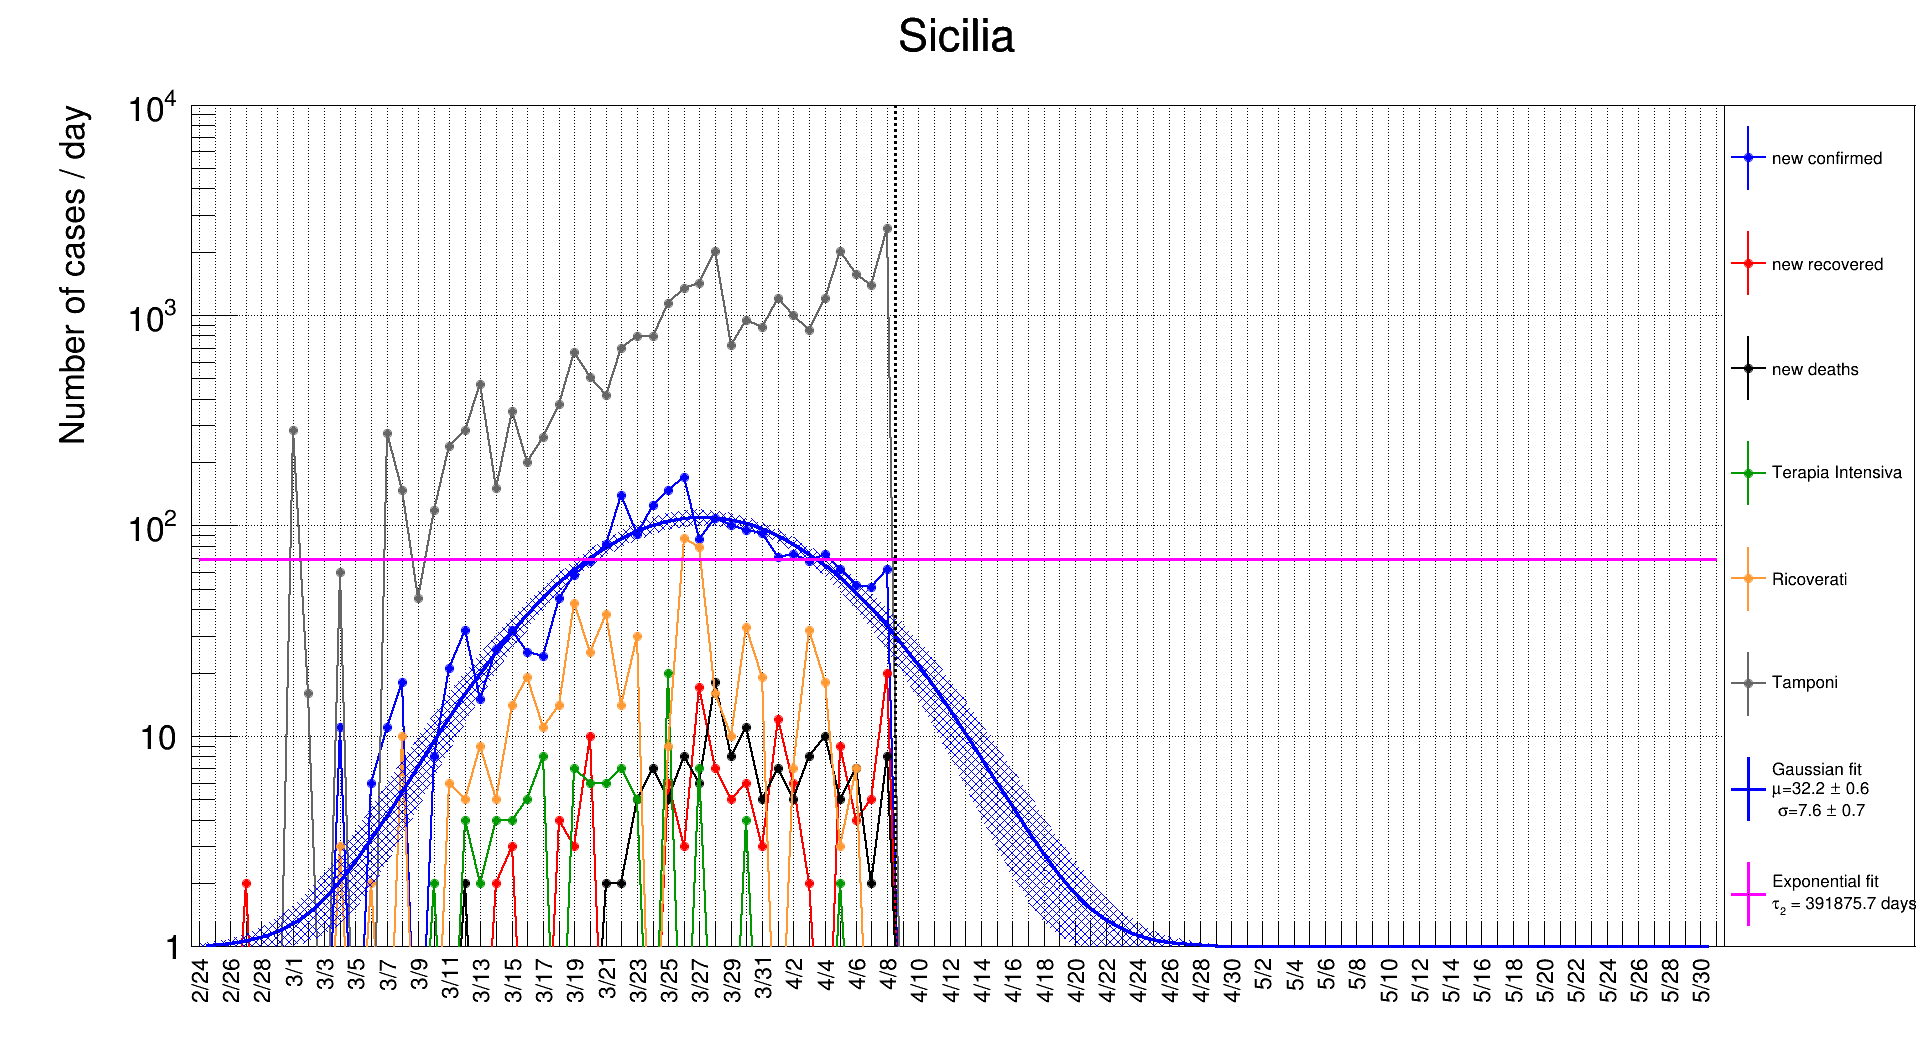 Sicilia
Number of cases / day
10⁴
10³
10²
10
1
2/24 2/26 2/28 3/1 3/3 3/5 3/7 3/9 3/11 3/13 3/15 3/17 3/19 3/21 3/23 3/25 3/27 3/29 3/31 4/2 4/4 4/6 4/8 4/10 4/12 4/14 4/16 4/18 4/20 4/22 4/24 4/26 4/28 4/30 5/2 5/4 5/6 5/8 5/10 5/12 5/14 5/16 5/18 5/20 5/22 5/24 5/26 5/28 5/30
new confirmed
new recovered
new deaths
Terapia Intensiva
Ricoverati
Tamponi
Gaussian fit
μ=32.2 ± 0.6
σ=7.6 ± 0.7
Exponential fit
τ₂ = 391875.7 days